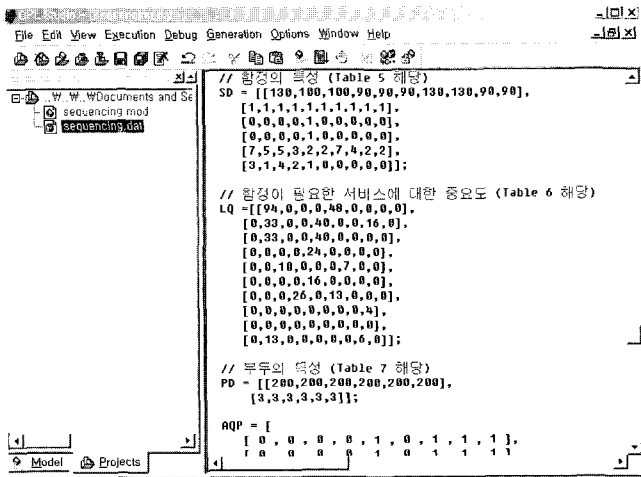 File Edit View Execution Debug Generation Options Window Help
..₩..₩..₩Documents and Se
sequencing.mod
sequencing.dat
// 함정의 특성 (Table 5 해당)
SD = [[130,100,100,90,90,90,130,130,90,90],
[1,1,1,1,1,1,1,1,1,1],
[0,0,0,0,1,0,0,0,0,0],
[0,0,0,0,1,0,0,0,0,0],
[7,5,5,3,2,2,7,4,2,2],
[3,1,4,2,1,0,0,0,0,0]];
// 함정이 필요한 서비스에 대한 중요도 (Table 6 해당)
LQ =[[94,0,0,0,48,0,0,0,0],
[0,33,0,0,40,0,0,16,0],
[0,33,0,0,40,0,0,0,0],
[0,0,0,0,24,0,0,0,0],
[0,0,18,0,0,0,7,0,0],
[0,0,0,0,16,0,0,0,0],
[0,0,0,26,0,13,0,0,0],
[0,0,0,0,0,0,0,0,4],
[0,0,0,0,0,0,0,0,0],
[0,13,0,0,0,0,0,6,0]];
// 부두의 특성 (Table 7 해당)
PD = [[200,200,200,200,200,200],
[3,3,3,3,3,3]];
AQP = [
[ 0 , 0 , 0 , 0 , 1 , 0 , 1 , 1 , 1 ],
Model Projects